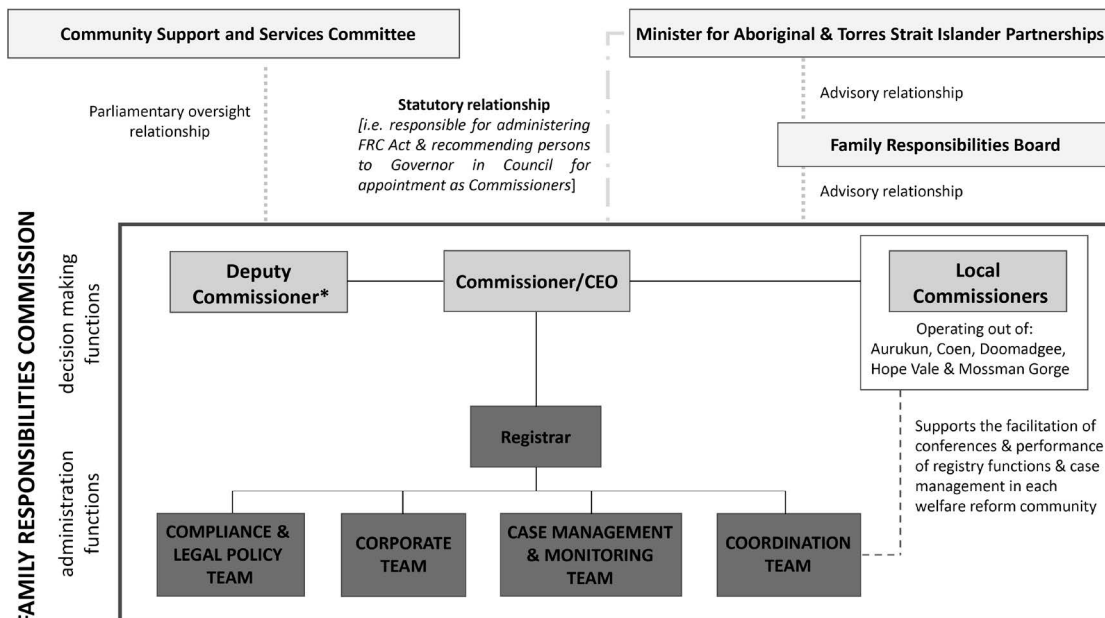 Community Support and Services Committee
Minister for Aboriginal & Torres Strait Islander Partnerships
Parliamentary oversight
relationship
Statutory relationship
[i.e. responsible for administering
FRC Act & recommending persons
to Governor in Council for
appointment as Commissioners]
Advisory relationship
Family Responsibilities Board
Advisory relationship
FAMILY RESPONSIBILITIES COMMISSION
decision making
functions
Deputy
Commissioner*
Commissioner/CEO
Local
Commissioners
Operating out of:
Aurukun, Coen, Doomadgee,
Hope Vale & Mossman Gorge
administration
functions
Registrar
Supports the facilitation of
conferences & performance
of registry functions & case
management in each
welfare reform community
COMPLIANCE &
LEGAL POLICY
TEAM
CORPORATE
TEAM
CASE MANAGEMENT
& MONITORING
TEAM
COORDINATION
TEAM